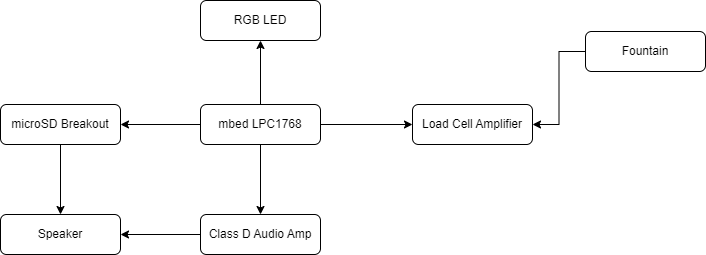 RGB LED
Fountain
microSD Breakout
mbed LPC1768
Load Cell Amplifier
Speaker
Class D Audio Amp